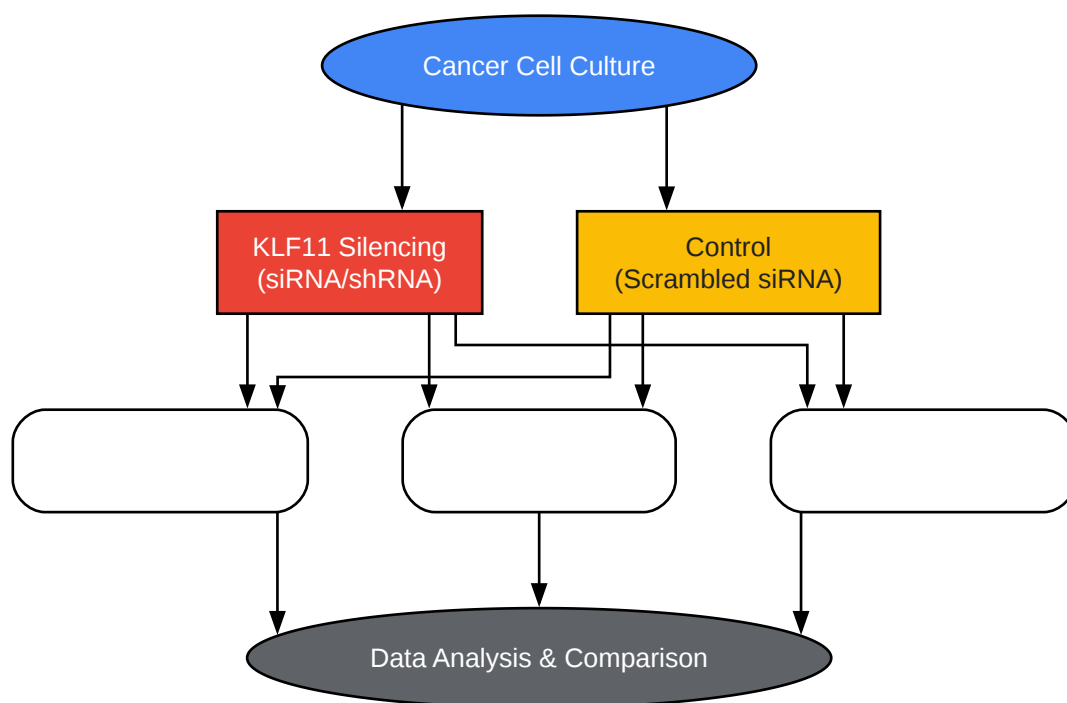 Cancer Cell Culture
KLF11 Silencing
(siRNA/shRNA)
Control
(Scrambled siRNA)
Data Analysis & Comparison